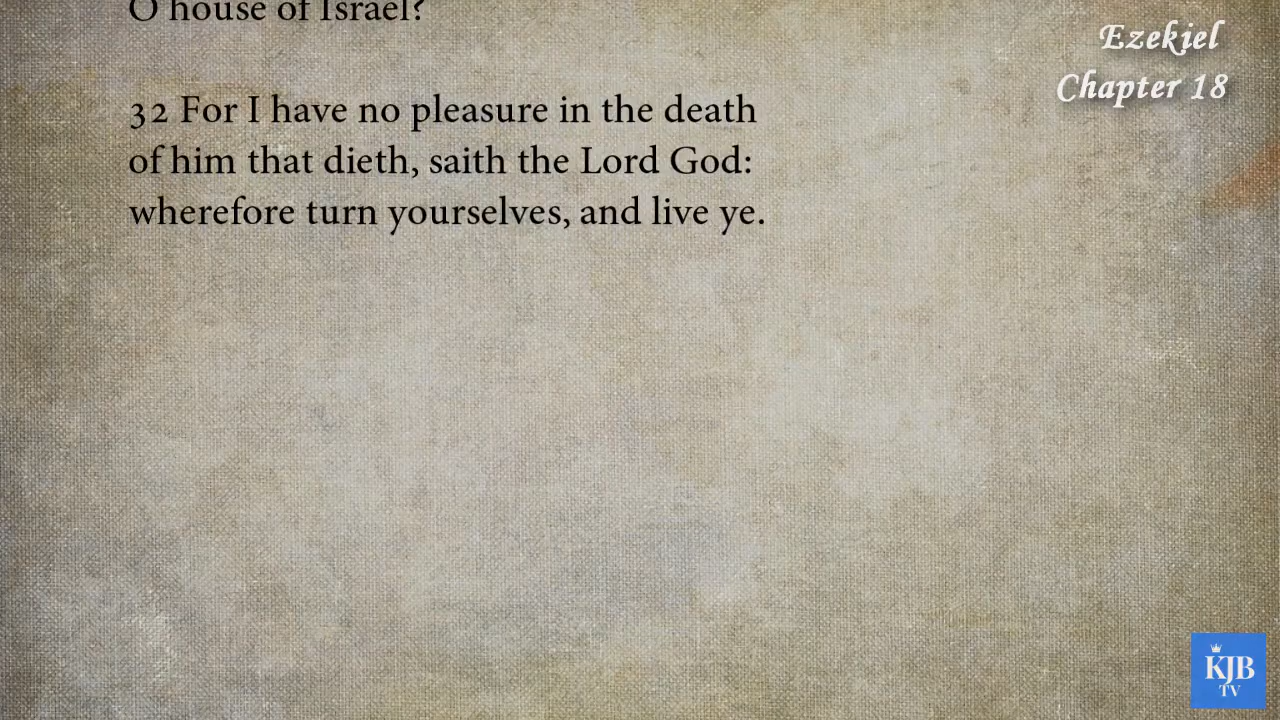 O house of Israel?
32 For I have no pleasure in the death
of him that dieth, saith the Lord God:
wherefore turn yourselves, and live ye.
Ezekiel
Chapter 18
KJB
TV